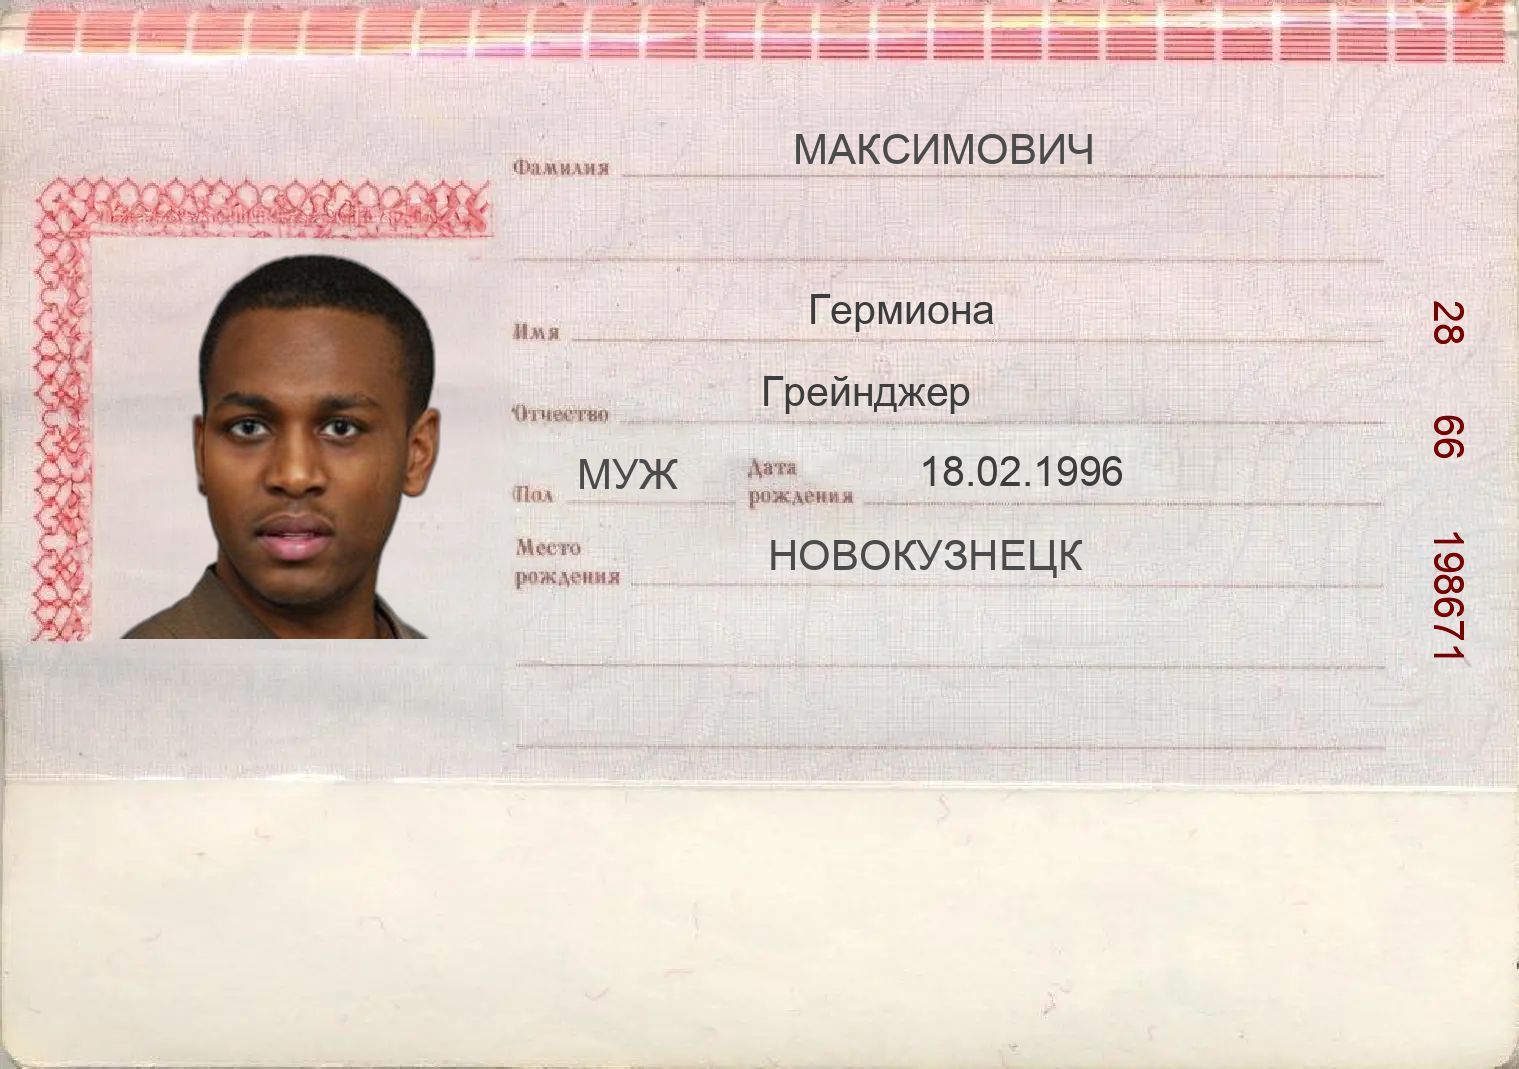 Фамилия МАКСИМОВИЧ
Имя Гермиона
Отчество Грейнджер
Пол МУЖ Дата рождения 18.02.1996
Место рождения НОВОКУЗНЕЦК
28 66 198671